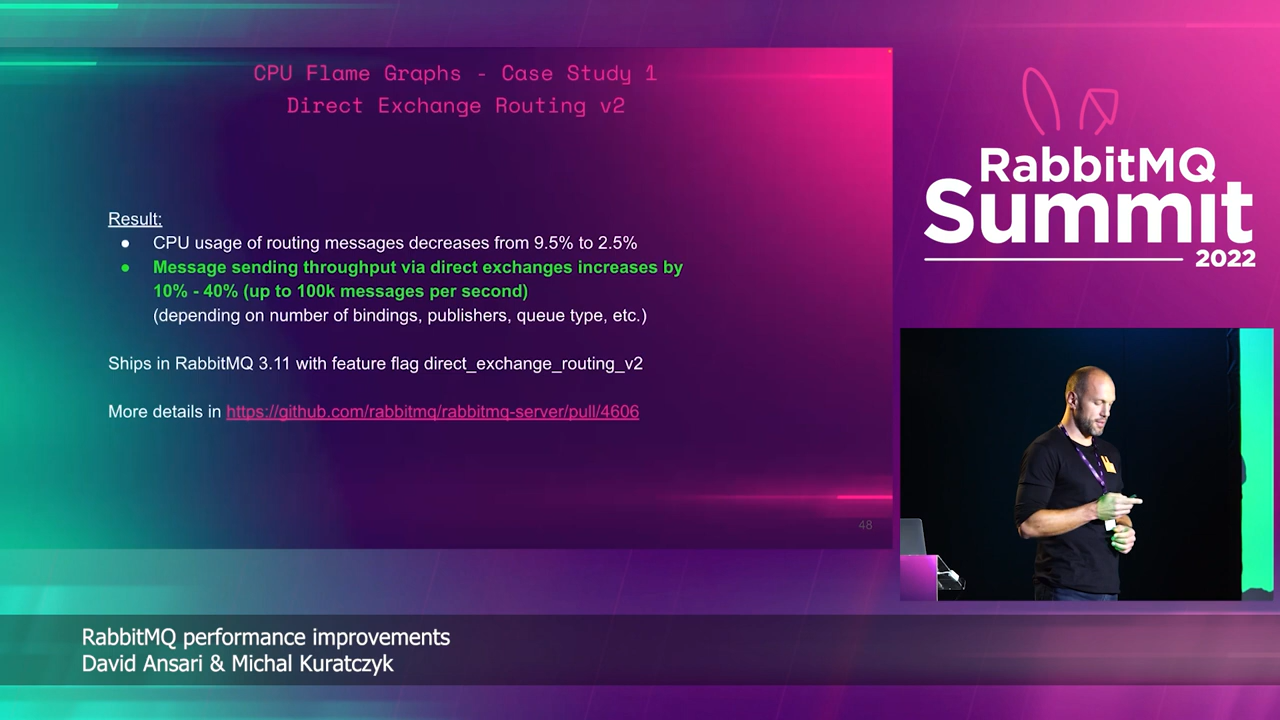 CPU Flame Graphs - Case Study 1
Direct Exchange Routing v2
Result:
● CPU usage of routing messages decreases from 9.5% to 2.5%
● Message sending throughput via direct exchanges increases by
10% - 40% (up to 100k messages per second)
(depending on number of bindings, publishers, queue type, etc.)
Ships in RabbitMQ 3.11 with feature flag direct_exchange_routing_v2
More details in https://github.com/rabbitmq/rabbitmq-server/pull/4606
48
RabbitMQ
Summit
2022
RabbitMQ performance improvements
David Ansari & Michal Kuratczyk